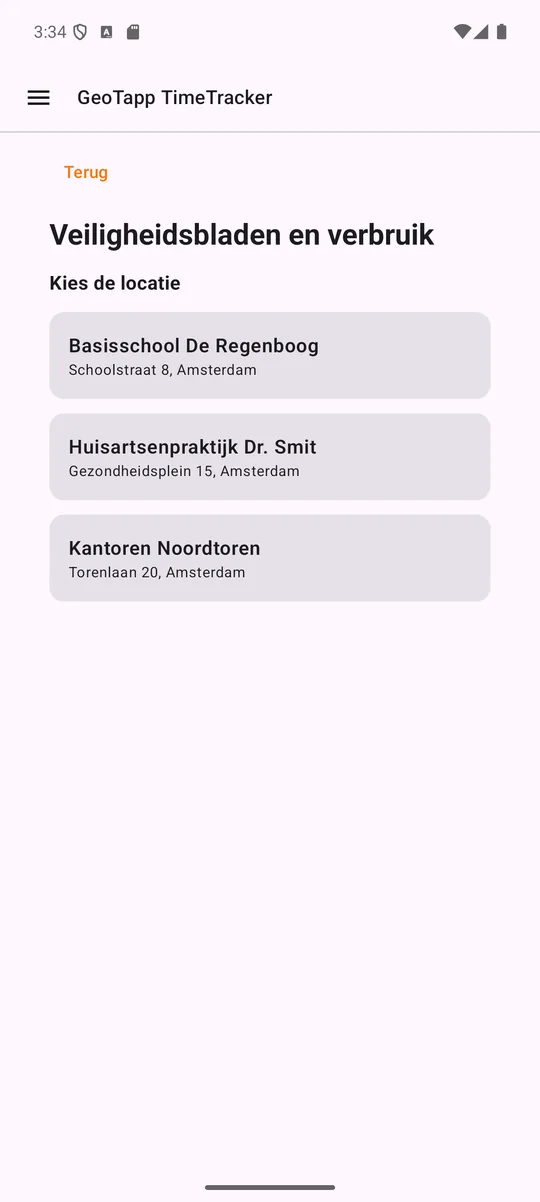 3:34
GeoTapp TimeTracker
Terug
Veiligheidsbladen en verbruik
Kies de locatie
Basisschool De Regenboog
Schoolstraat 8, Amsterdam
Huisartsenpraktijk Dr. Smit
Gezondheidsplein 15, Amsterdam
Kantoren Noordtoren
Torenlaan 20, Amsterdam